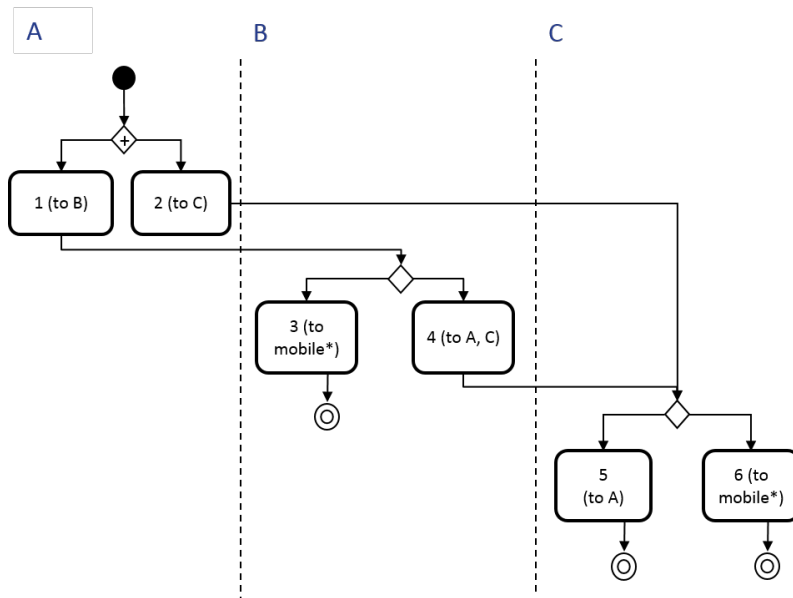 A
B
C
+
1 (to B)
2 (to C)
3 (to
mobile*)
4 (to A, C)
5
(to A)
6 (to
mobile*)